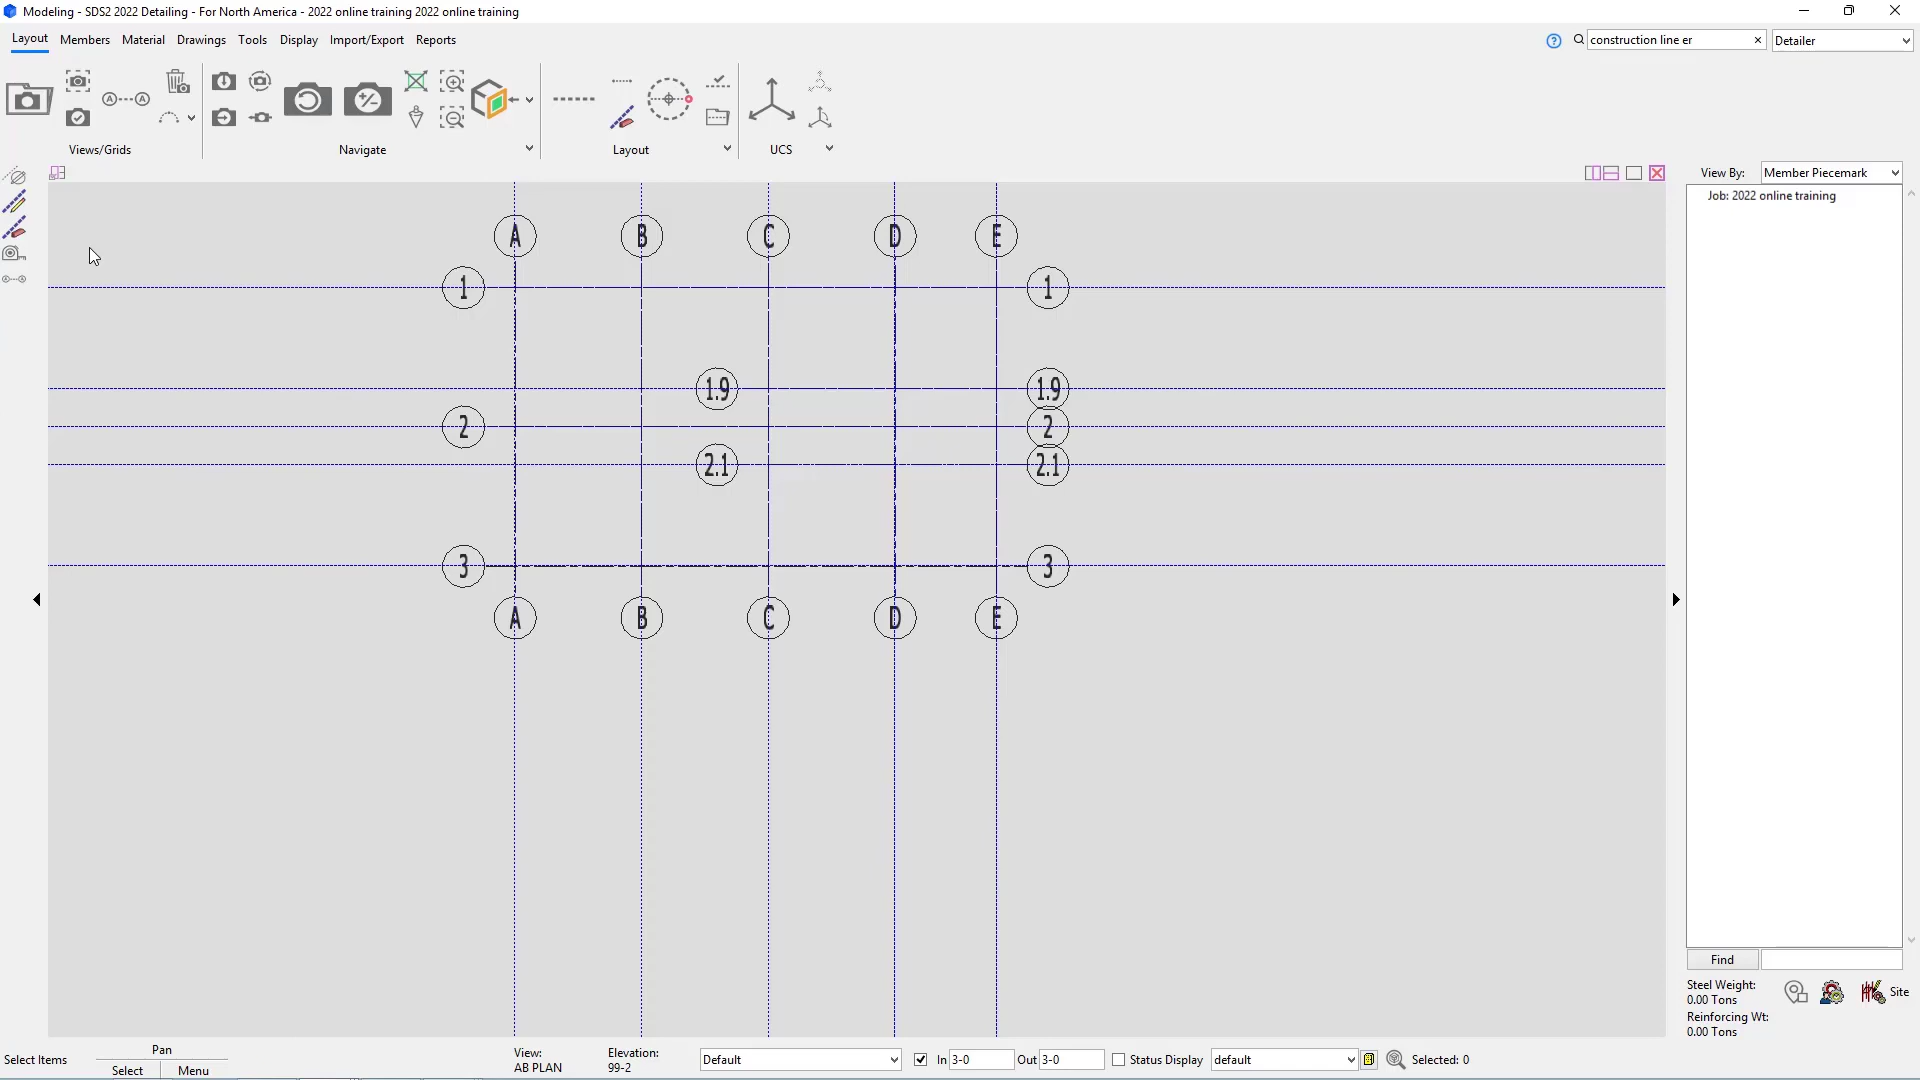 Modeling - SDS2 2022 Detailing - For North America - 2022 online training 2022 online training
Layout Members Material Drawings Tools Display Import/Export Reports
construction line er
Detailer
Views/Grids
Navigate
Layout
UCS
View By: Member Piecemark
Job: 2022 online training
A B C D E
1 1
1.9 1.9
2 2
2.1 2.1
3 3
A B C D E
Find
Steel Weight:
0.00 Tons
Site
Reinforcing Wt:
0.00 Tons
Select Items
Pan
Select Menu
View:
AB PLAN
Elevation:
99-2
Default
In 3-0 Out 3-0 Status Display default Selected: 0